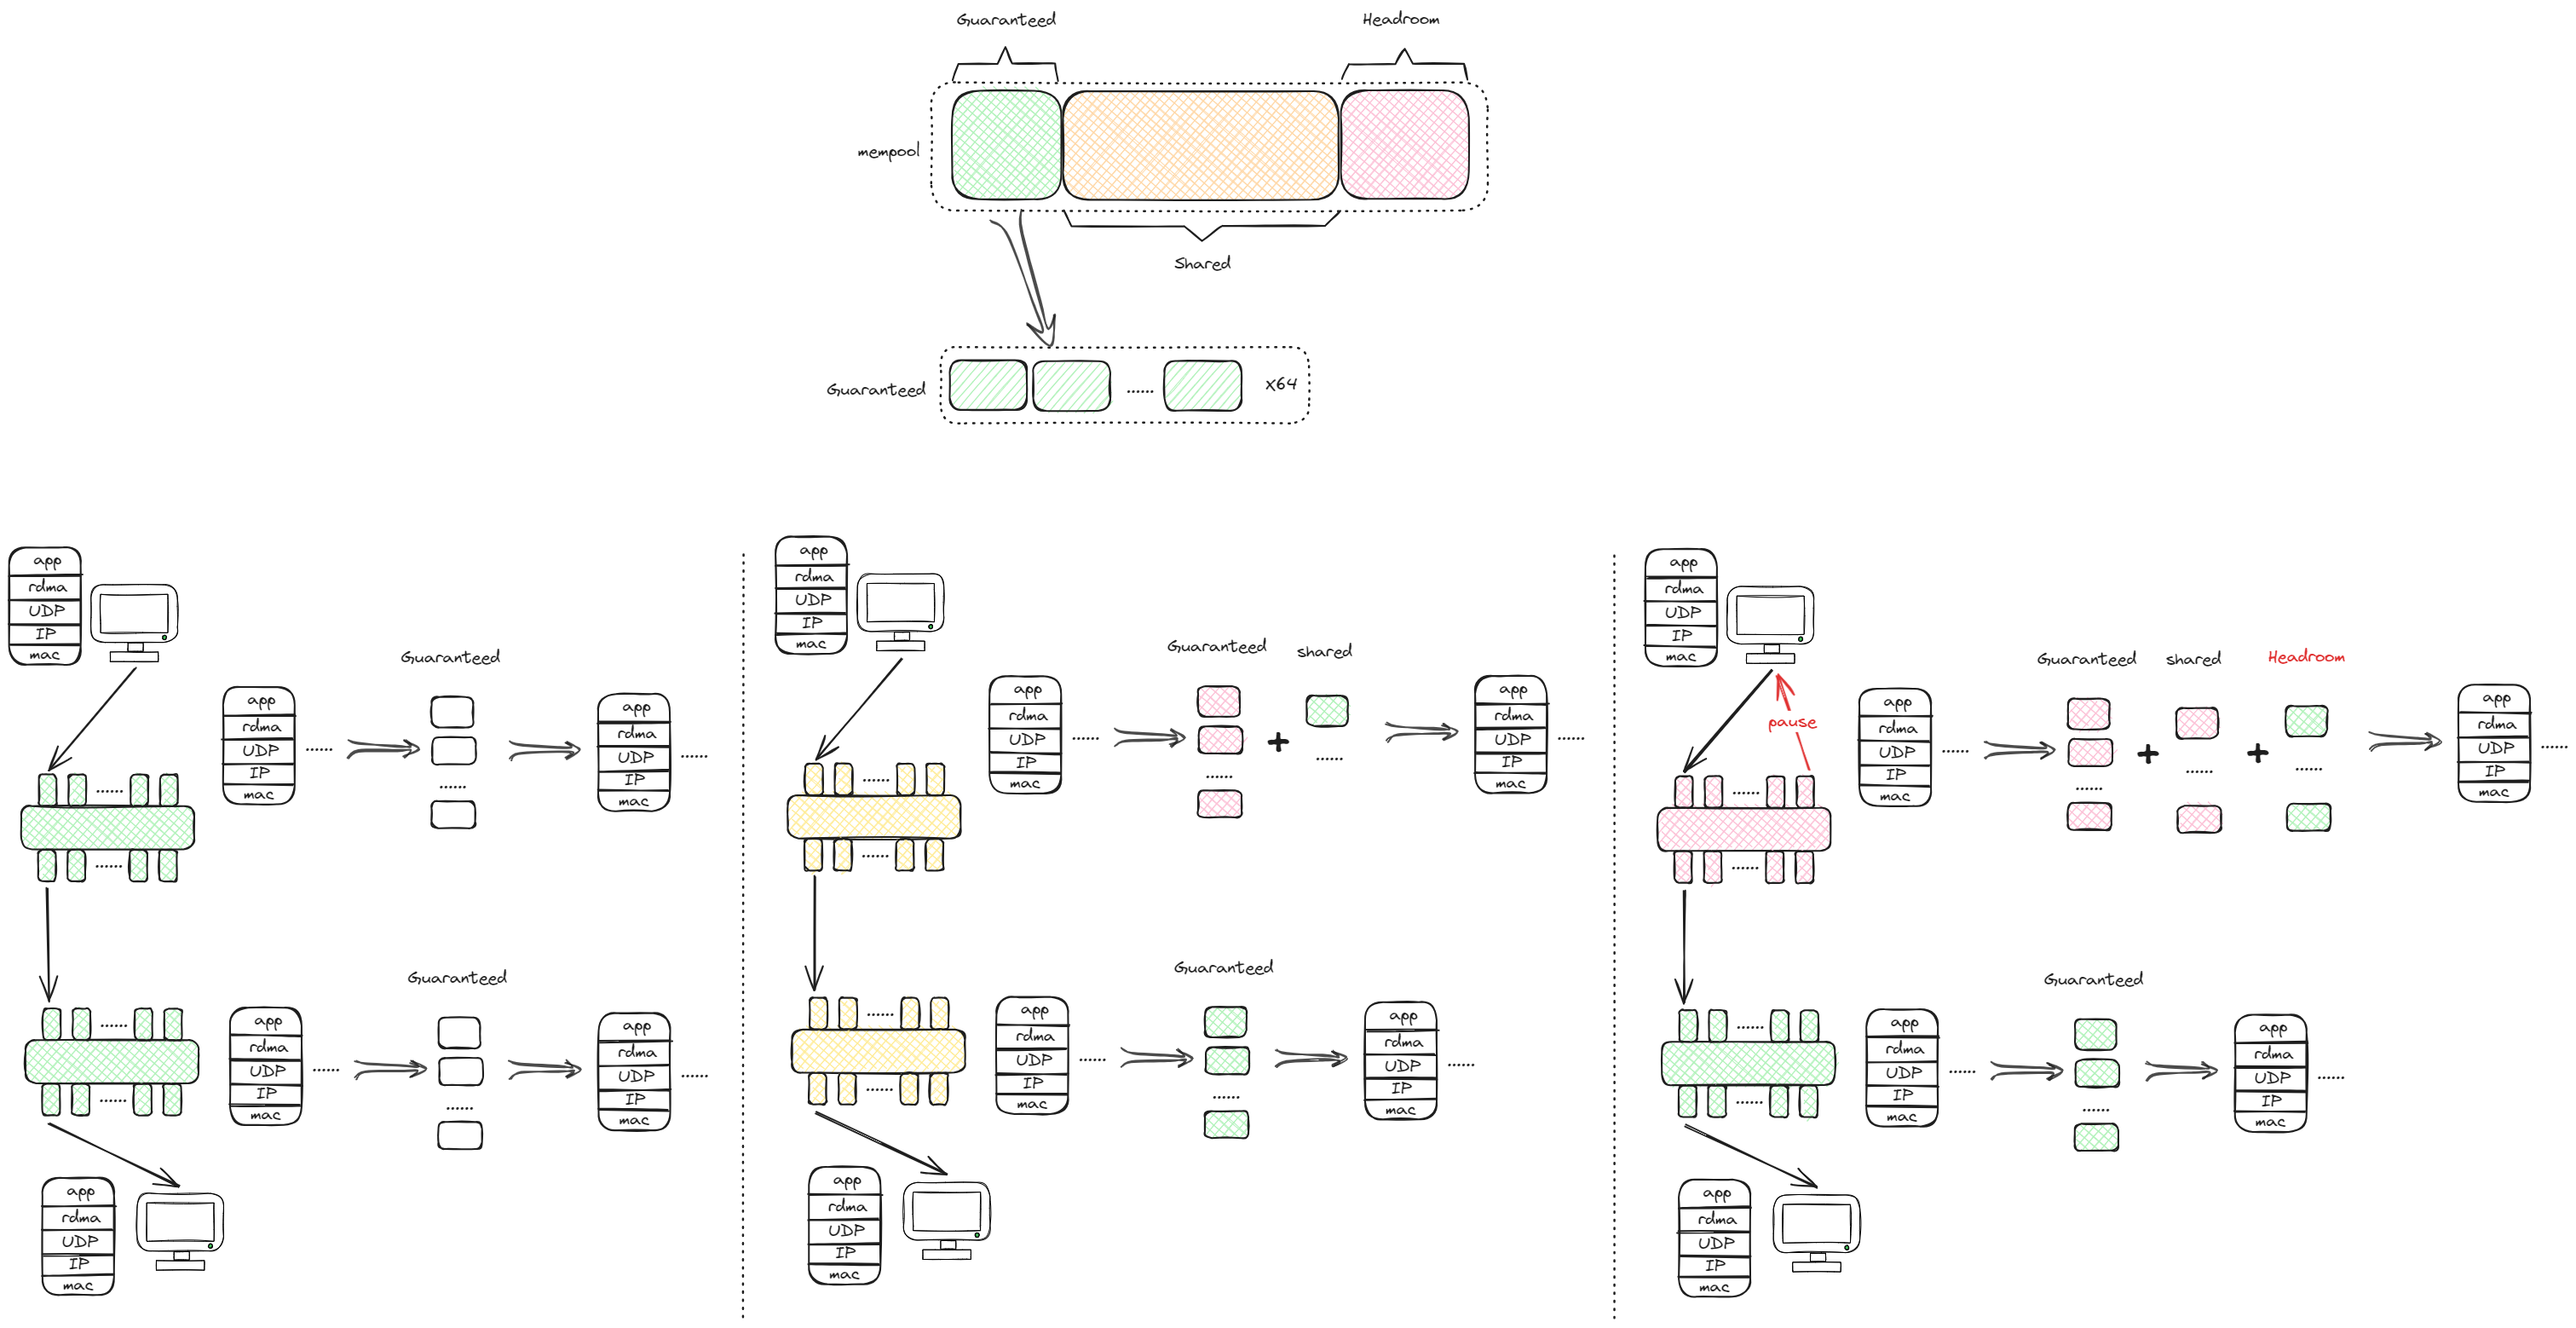 Guaranteed
Headroom
mempool
Shared
Guaranteed
......
x64
app
rdma
UDP
IP
mac
Guaranteed
app
rdma
UDP
IP
mac
......
......
app
rdma
UDP
IP
mac
......
......
......
Guaranteed
app
rdma
UDP
IP
mac
......
......
app
rdma
UDP
IP
mac
......
......
......
app
rdma
UDP
IP
mac
app
rdma
UDP
IP
mac
Guaranteed
shared
app
rdma
UDP
IP
mac
......
......
+
......
app
rdma
UDP
IP
mac
......
......
......
Guaranteed
app
rdma
UDP
IP
mac
......
......
app
rdma
UDP
IP
mac
......
......
......
app
rdma
UDP
IP
mac
app
rdma
UDP
IP
mac
pause
Guaranteed
shared
Headroom
app
rdma
UDP
IP
mac
......
......
+
......
+
......
app
rdma
UDP
IP
mac
......
......
......
Guaranteed
app
rdma
UDP
IP
mac
......
......
app
rdma
UDP
IP
mac
......
......
......
app
rdma
UDP
IP
mac